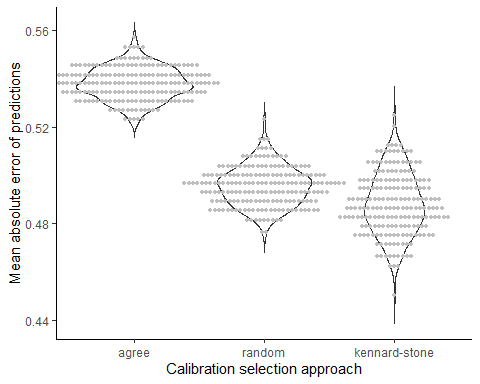 Mean absolute error of predictions
0.56
0.52
0.48
0.44
agree random kennard-stone
Calibration selection approach